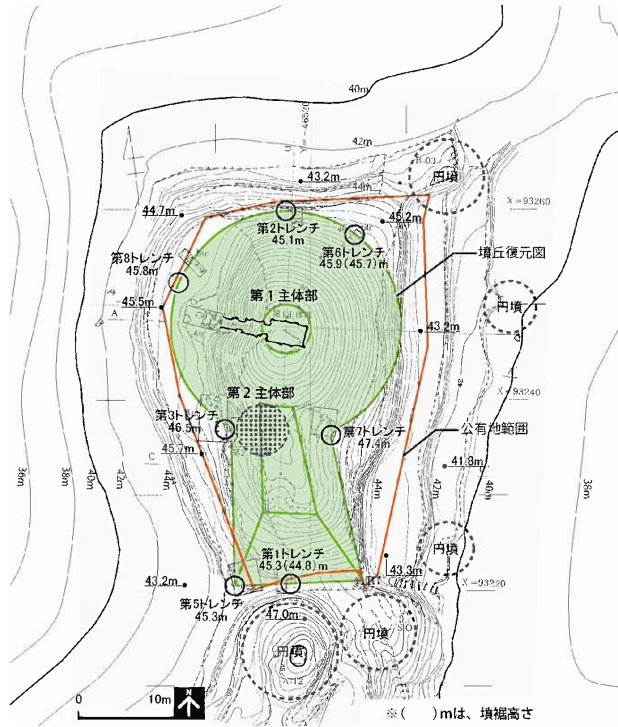 40m
Y=-46520
42m
B 03
円墳
43.2m
44m
44.7m
45.2m
X=93260
第2トレンチ
45.1m
第6トレンチ
45.9(45.7)m
墳丘復元図
第8トレンチ
45.8m
第1主体部
45.5m
A
円墳
43.2m
第2主体部
X=93240
第3トレンチ
46.5m
第7トレンチ
47.4m
公有地範囲
45.7m
C
41.8m
36m
38m
40m
42m
44m
44m
42m
40m
38m
円墳
第1トレンチ
45.3(44.8)m
43.3m
43.2m
X=93220
第5トレンチ
45.3m
47.0m
円墳
円墳
0 10m
N
※( )mは、墳裾高さ